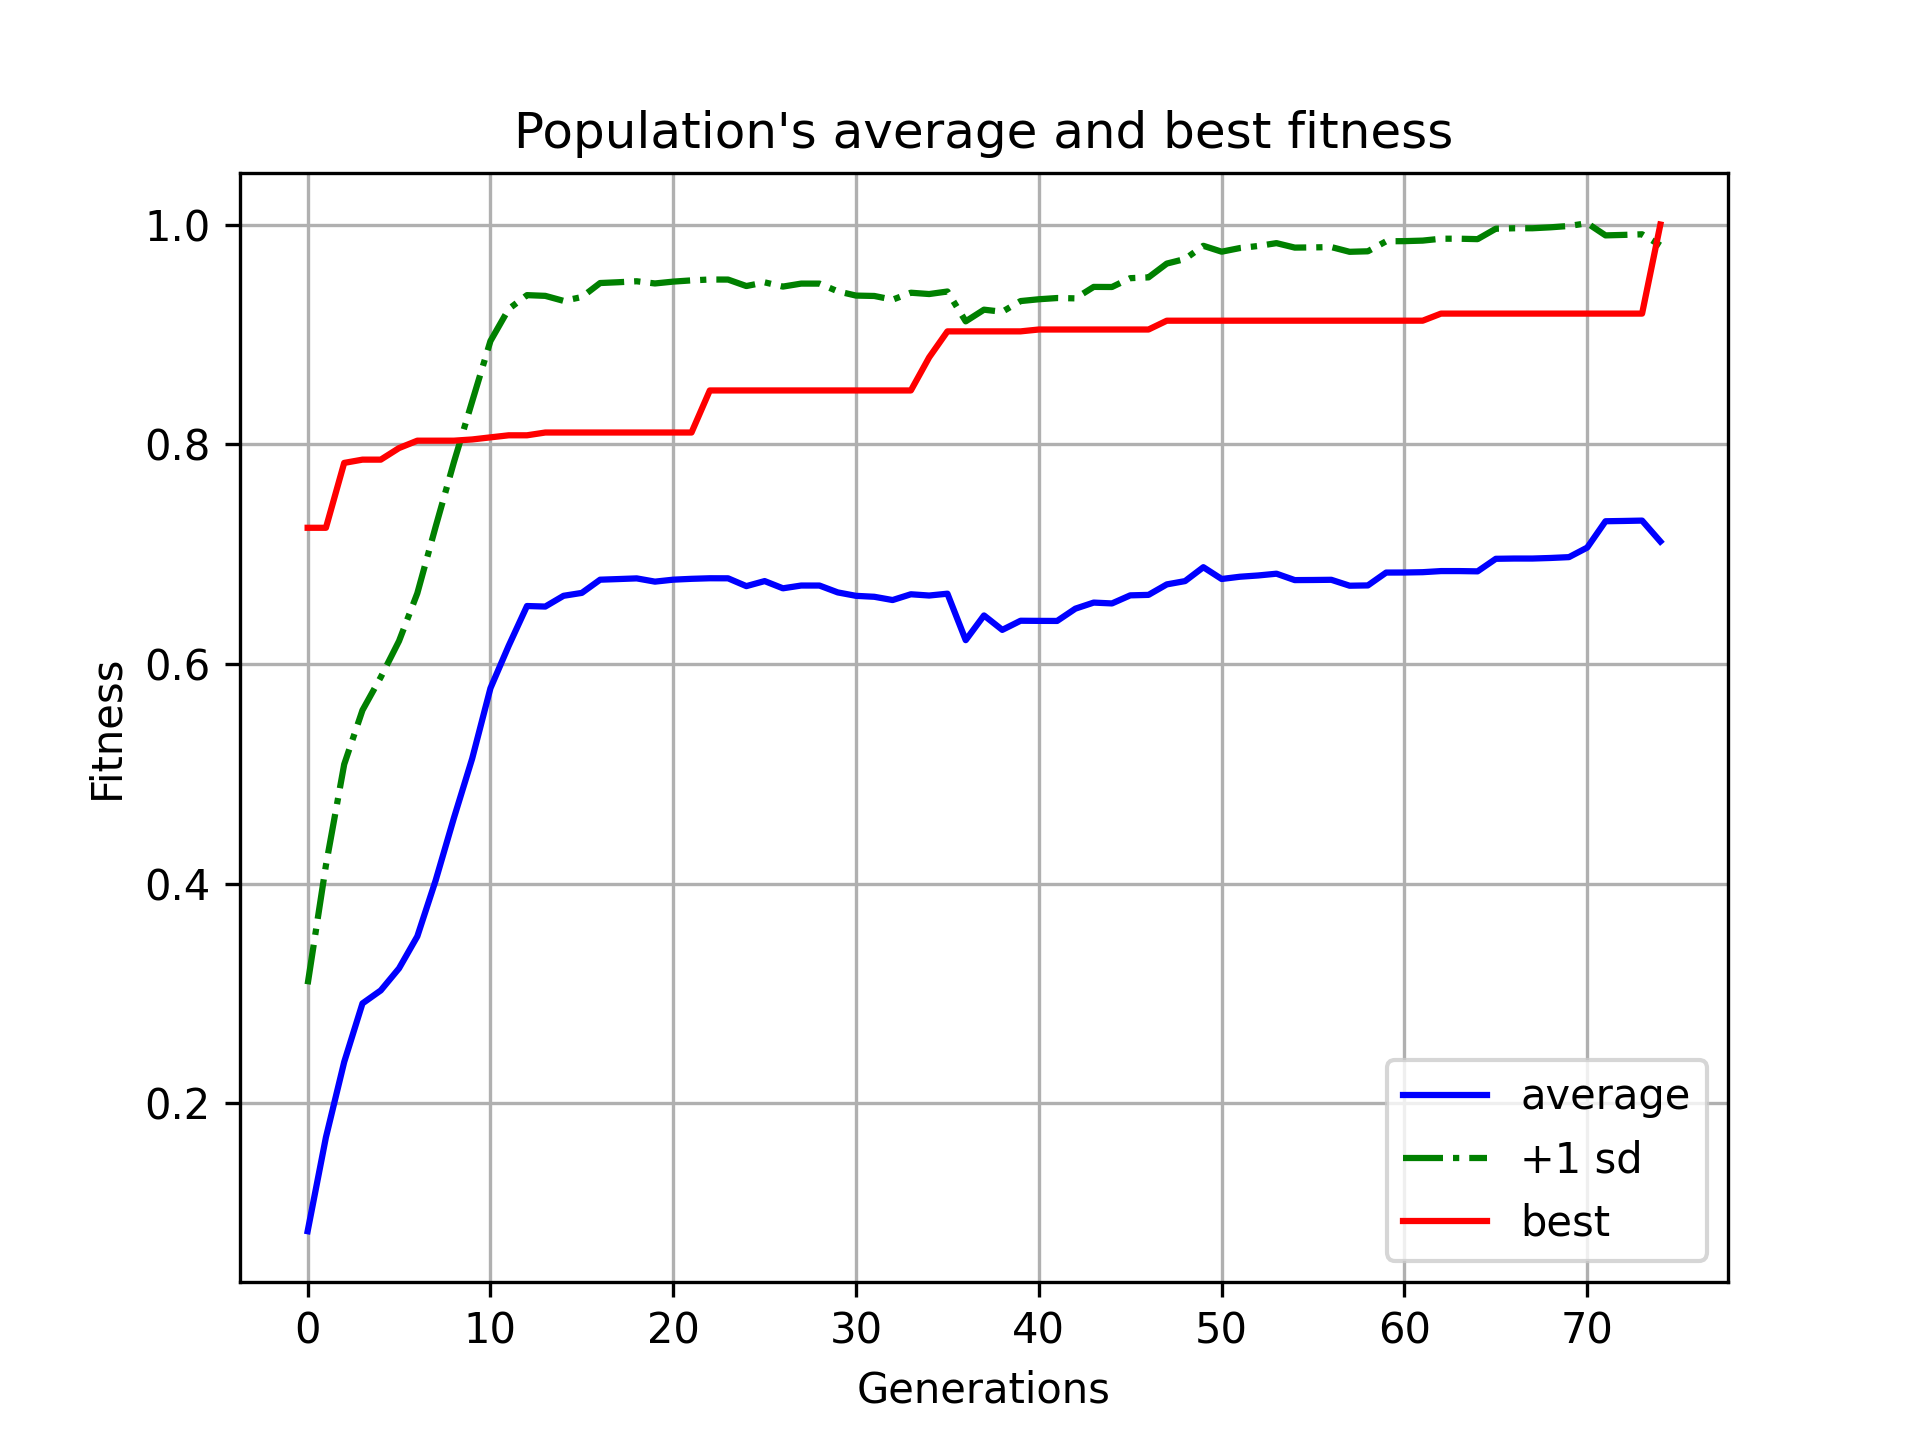 Population's average and best fitness
Fitness
1.0
0.8
0.6
0.4
0.2
average
+1 sd
best
0 10 20 30 40 50 60 70
Generations